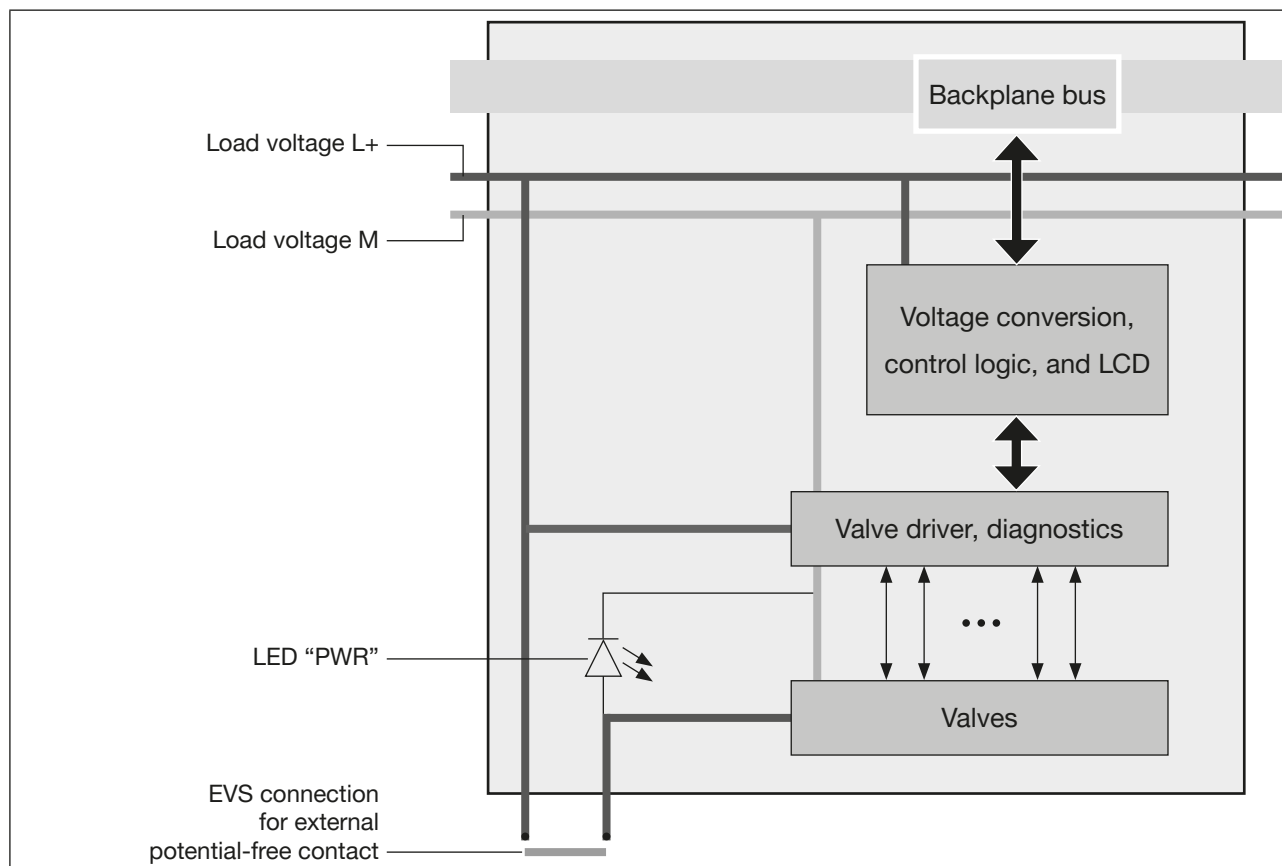 Backplane bus
Load voltage L+
Load voltage M
Voltage conversion,
control logic, and LCD
Valve driver, diagnostics
LED “PWR”
Valves
EVS connection
for external
potential-free contact